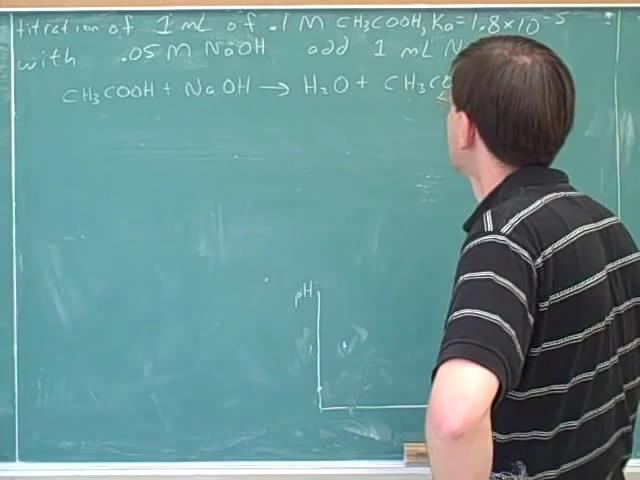 titration of 1 mL of .1 M CH3COOH, Ka = 1.8×10⁻⁵
with .05 M NaOH add 1 mL
CH3COOH + NaOH → H2O +
pH